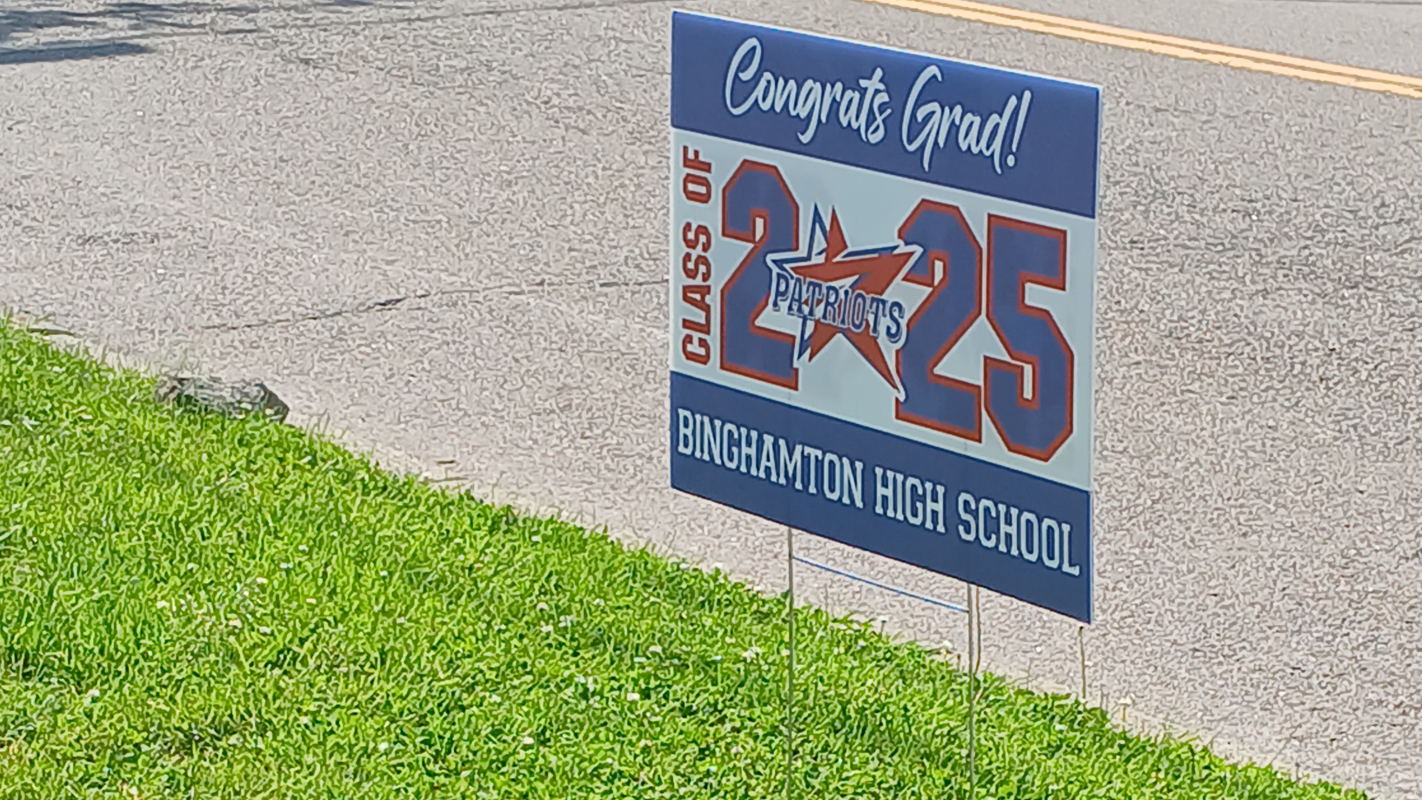 Congrats Grad!
CLASS OF
2 25
PATRIOTS
BINGHAMTON HIGH SCHOOL